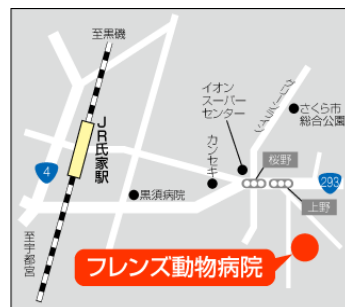 至黒磯
JR氏家駅
4
至宇都宮
黒須病院
カンセキ
イオン
スーパー
センター
グリーンライン
さくら市
総合公園
桜野
上野
293
フレンズ動物病院